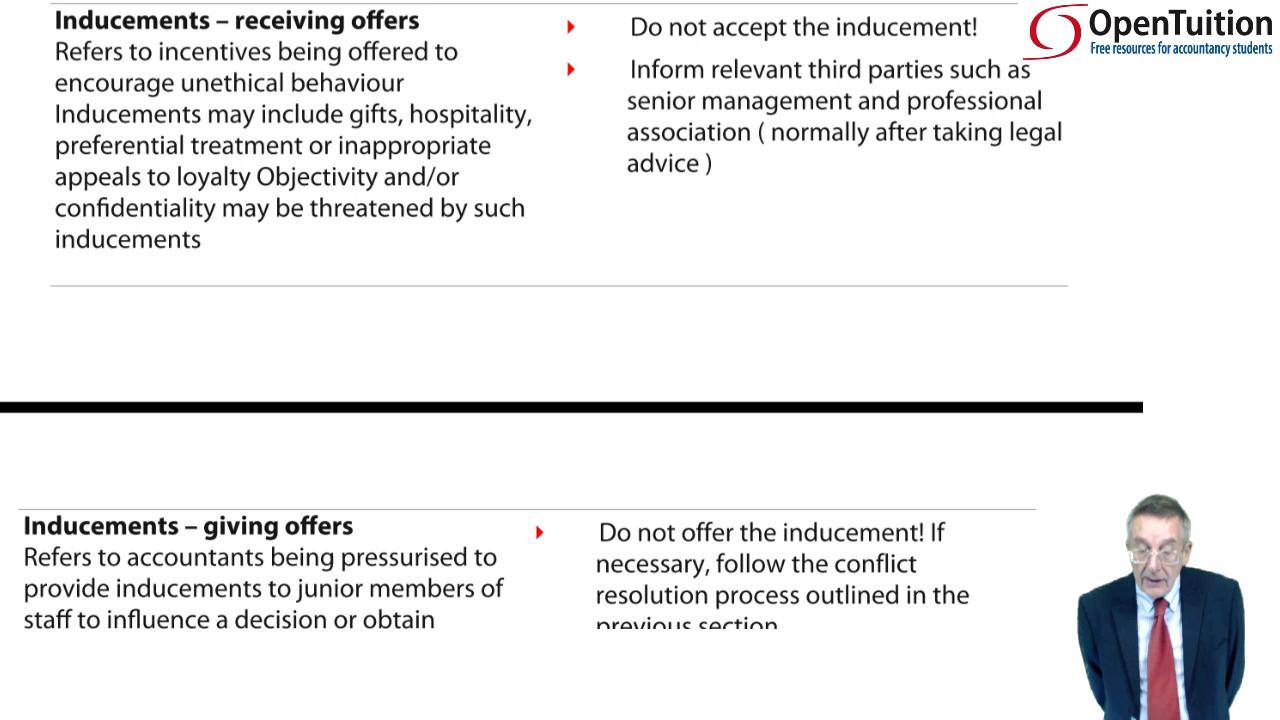 Inducements – receiving offers
Refers to incentives being offered to
encourage unethical behaviour
Inducements may include gifts, hospitality,
preferential treatment or inappropriate
appeals to loyalty Objectivity and/or
confidentiality may be threatened by such
inducements
Do not accept the inducement!
Inform relevant third parties such as
senior management and professional
association ( normally after taking legal
advice )
OpenTuition
Free resources for accountancy students
Inducements – giving offers
Refers to accountants being pressurised to
provide inducements to junior members of
staff to influence a decision or obtain
Do not offer the inducement! If
necessary, follow the conflict
resolution process outlined in the
previous section